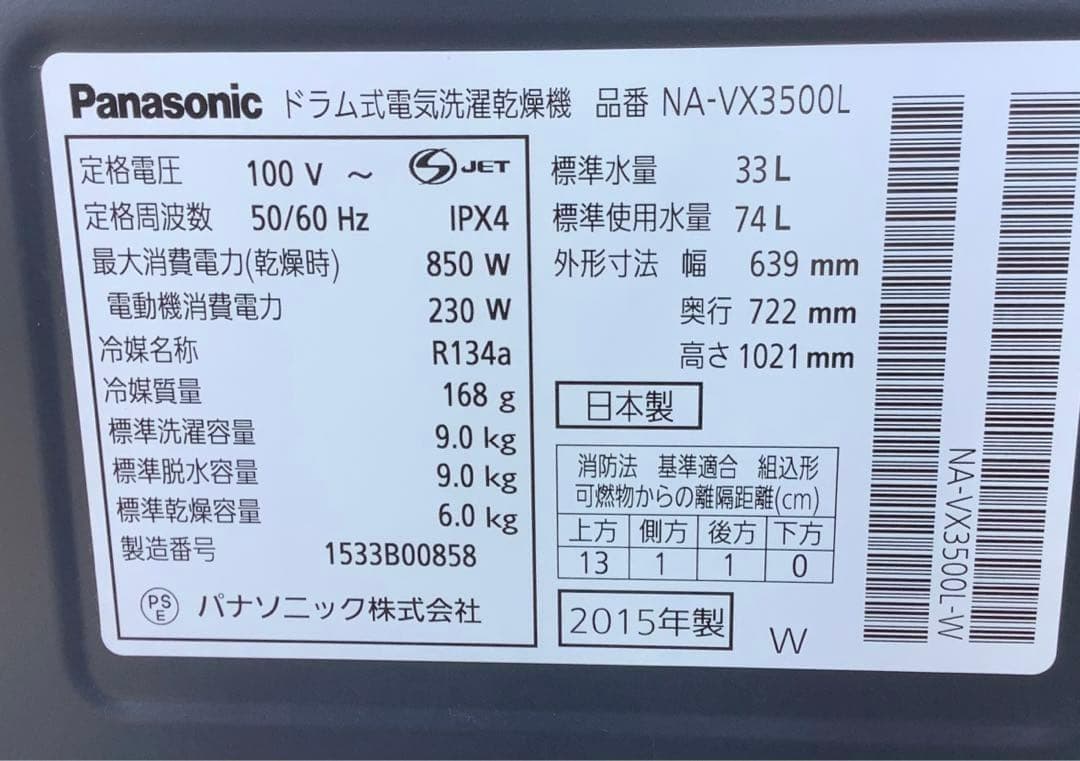 Panasonic ドラム式電気洗濯乾燥機 品番 NA-VX3500L
定格電圧 100 V ～ S JET
定格周波数 50/60 Hz IPX4
最大消費電力(乾燥時) 850 W
電動機消費電力 230 W
冷媒名称 R134a
冷媒質量 168 g
標準洗濯容量 9.0 kg
標準脱水容量 9.0 kg
標準乾燥容量 6.0 kg
製造番号 1533B00858
PSE パナソニック株式会社
標準水量 33 L
標準使用水量 74 L
外形寸法 幅 639 mm
奥行 722 mm
高さ 1021 mm
日本製
消防法 基準適合 組込形
可燃物からの離隔距離(cm)
上方 側方 後方 下方
13 1 1 0
2015年製 W
NA-VX3500L-W